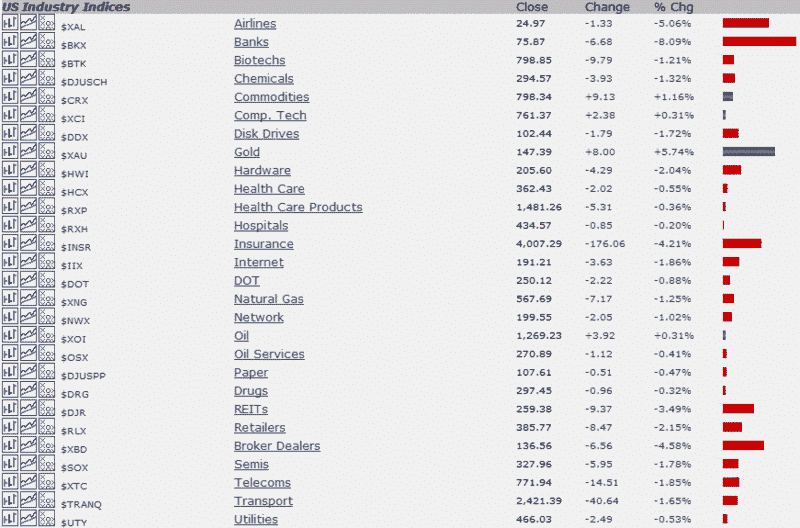 US Industry Indices Close Change % Chg
$XAL Airlines 24.97 -1.33 -5.06%
$BKX Banks 75.87 -6.68 -8.09%
$BTK Biotechs 798.85 -9.79 -1.21%
$DJUSCH Chemicals 294.57 -3.93 -1.32%
$CRX Commodities 798.34 +9.13 +1.16%
$XCI Comp. Tech 761.37 +2.38 +0.31%
$DDX Disk Drives 102.44 -1.79 -1.72%
$XAU Gold 147.39 +8.00 +5.74%
$HWI Hardware 205.60 -4.29 -2.04%
$HCX Health Care 362.43 -2.02 -0.55%
$RXP Health Care Products 1,481.26 -5.31 -0.36%
$RXH Hospitals 434.57 -0.85 -0.20%
$INSR Insurance 4,007.29 -176.06 -4.21%
$IIX Internet 191.21 -3.63 -1.86%
$DOT DOT 250.12 -2.22 -0.88%
$XNG Natural Gas 567.69 -7.17 -1.25%
$NWX Network 199.55 -2.05 -1.02%
$XOI Oil 1,269.23 +3.92 +0.31%
$OSX Oil Services 270.89 -1.12 -0.41%
$DJUSPP Paper 107.61 -0.51 -0.47%
$DRG Drugs 297.45 -0.96 -0.32%
$DJR REITs 259.38 -9.37 -3.49%
$RLX Retailers 385.77 -8.47 -2.15%
$XBD Broker Dealers 136.56 -6.56 -4.58%
$SOX Semis 327.96 -5.95 -1.78%
$XTC Telecoms 771.94 -14.51 -1.85%
$TRANQ Transport 2,421.39 -40.64 -1.65%
$UTY Utilities 466.03 -2.49 -0.53%